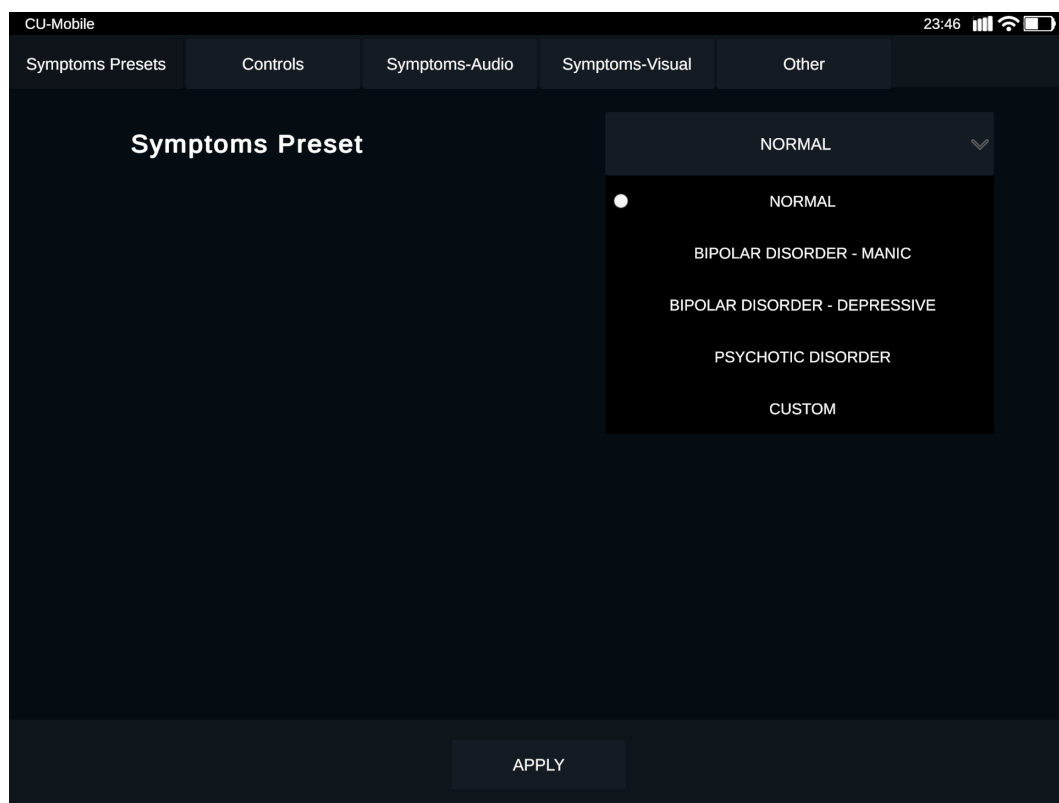 CU-Mobile 23:46
Symptoms Presets Controls Symptoms-Audio Symptoms-Visual Other
Symptoms Preset NORMAL
NORMAL
BIPOLAR DISORDER - MANIC
BIPOLAR DISORDER - DEPRESSIVE
PSYCHOTIC DISORDER
CUSTOM
APPLY